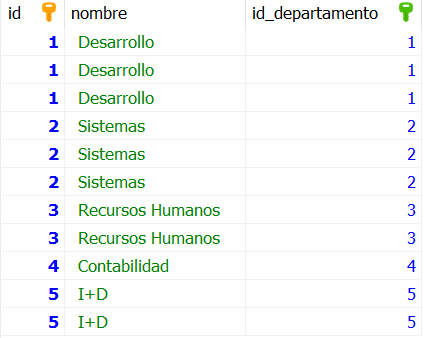 id nombre id_departamento
1 Desarrollo 1
1 Desarrollo 1
1 Desarrollo 1
2 Sistemas 2
2 Sistemas 2
2 Sistemas 2
3 Recursos Humanos 3
3 Recursos Humanos 3
4 Contabilidad 4
5 I+D 5
5 I+D 5